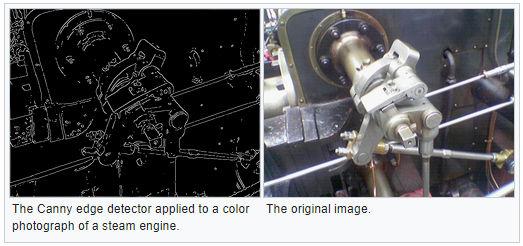 The Canny edge detector applied to a color
photograph of a steam engine.
The original image.